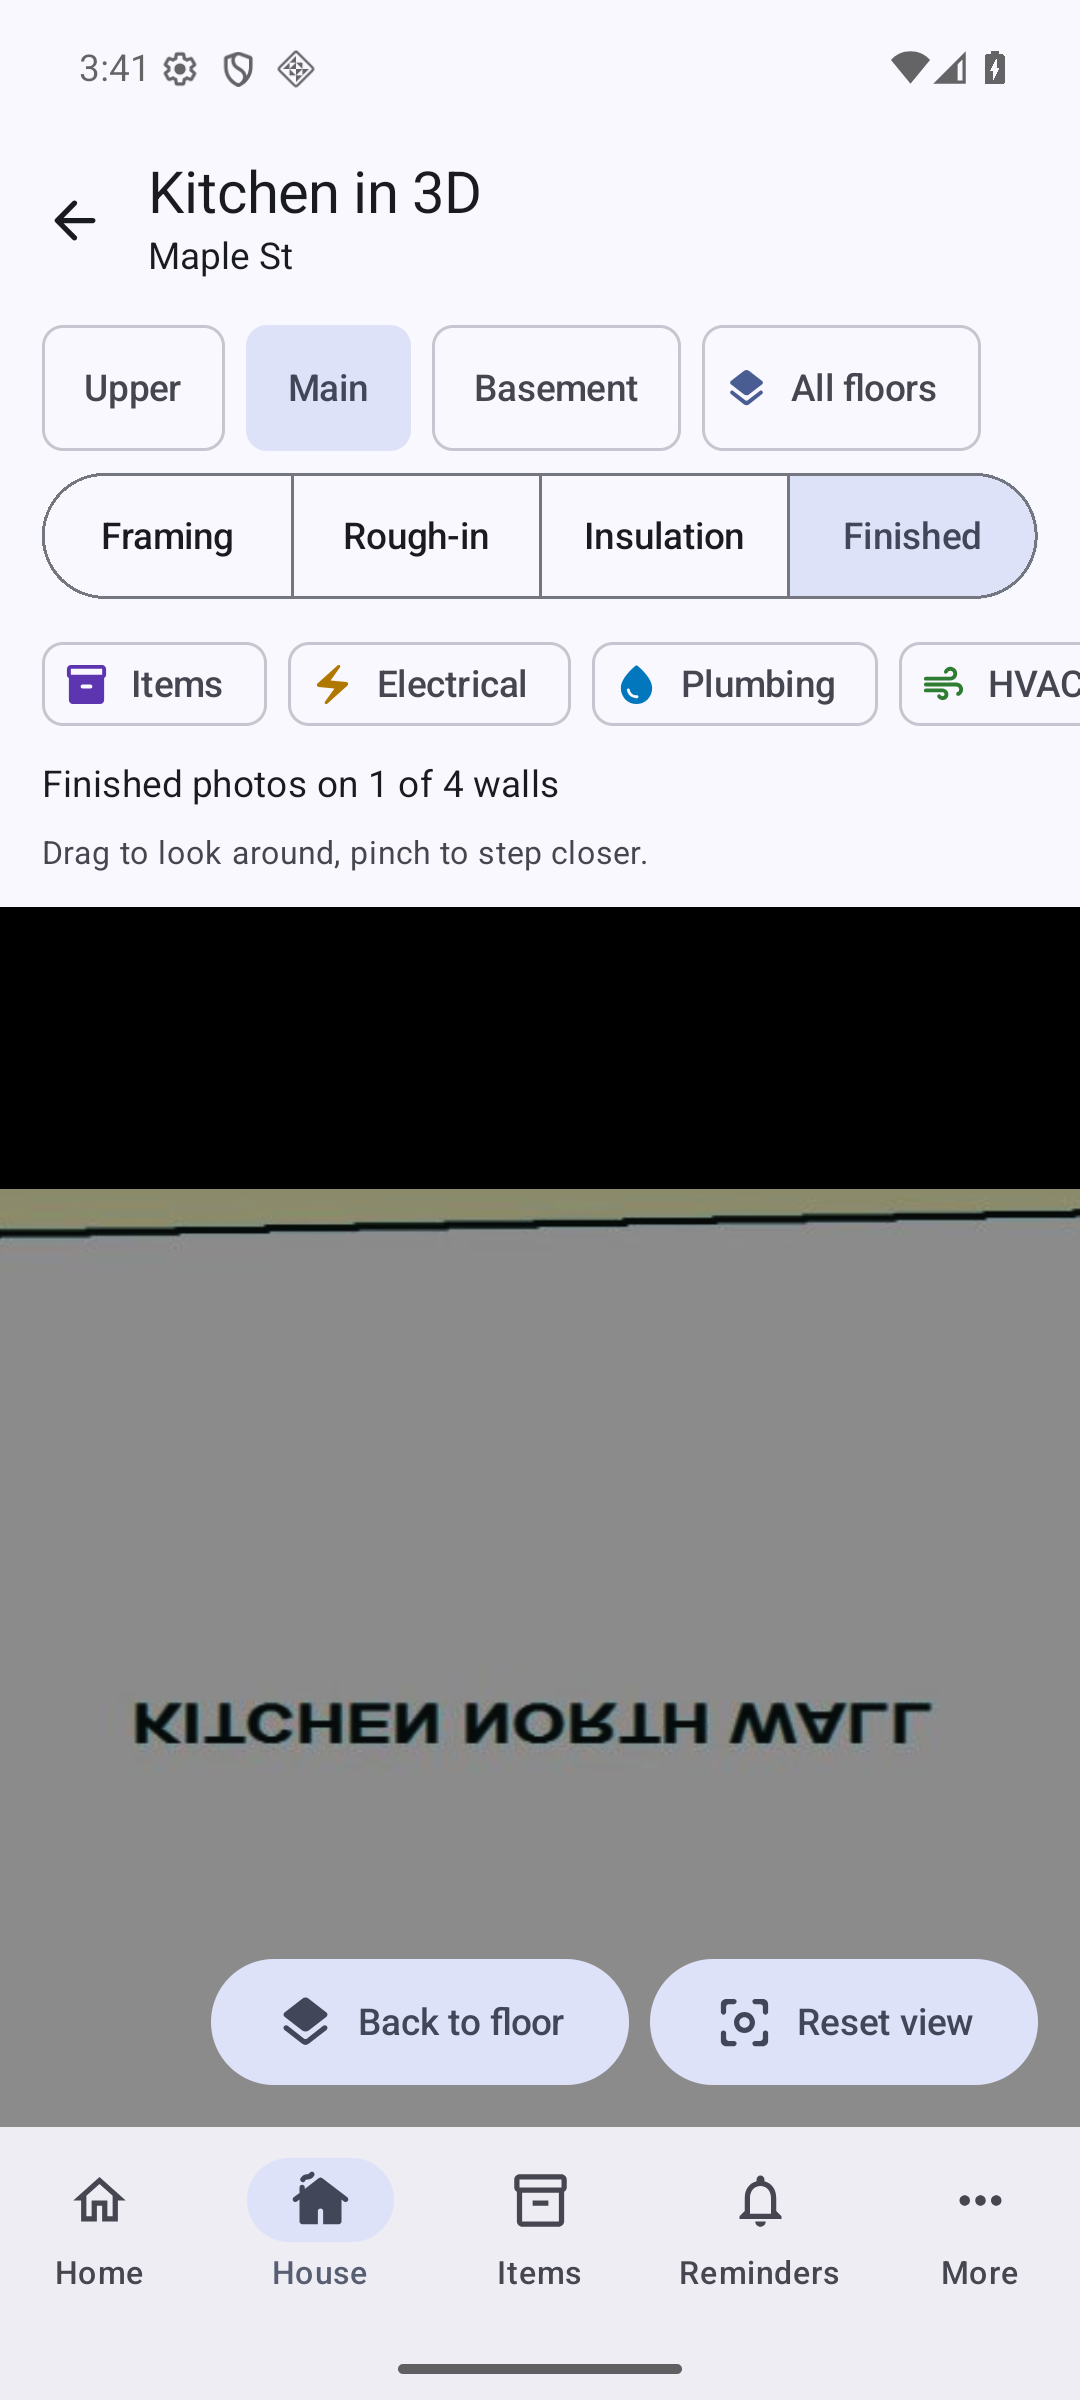 3:41
Kitchen in 3D
Maple St
Upper Main Basement All floors
Framing Rough-in Insulation Finished
Items Electrical Plumbing HVAC
Finished photos on 1 of 4 walls
Drag to look around, pinch to step closer.
KITCHEN NORTH WALL
Back to floor Reset view
Home House Items Reminders More